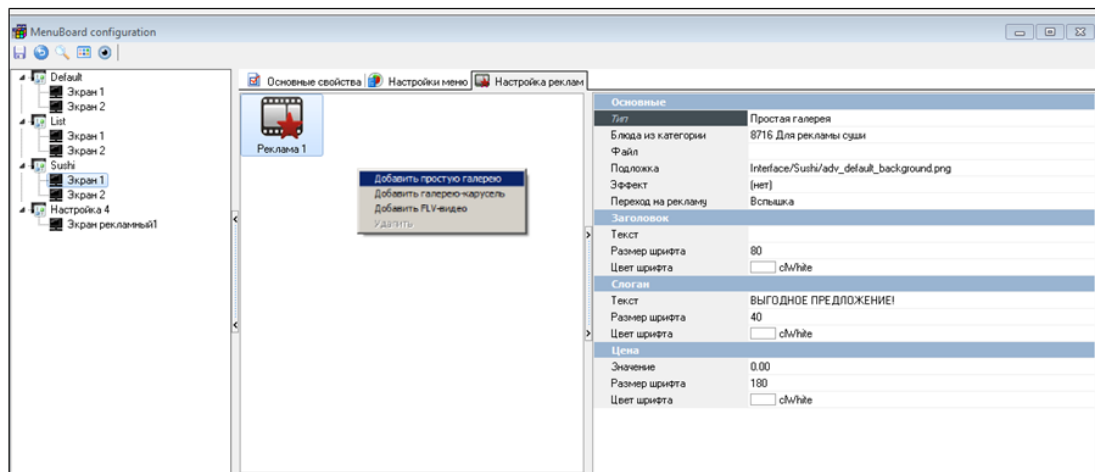 MenuBoard configuration
Default
Экран 1
Экран 2
List
Экран 1
Экран 2
Sushi
Экран 1
Экран 2
Настройка 4
Экран рекламный1
Основные свойства Настройки меню Настройка реклам
Реклама 1
Добавить простую галерею
Добавить галерею-карусель
Добавить FLV-видео
Удалить
Основные
Тип Простая галерея
Блюда из категории 8716 Для рекламы суши
Файл
Подложка Interface/Sushi/adv_default_background.png
Эффект (нет)
Переход на рекламу Вспышка
Заголовок
Текст
Размер шрифта 80
Цвет шрифта clWhite
Слоган
Текст ВЫГОДНОЕ ПРЕДЛОЖЕНИЕ!
Размер шрифта 40
Цвет шрифта clWhite
Цена
Значение 0.00
Размер шрифта 180
Цвет шрифта clWhite